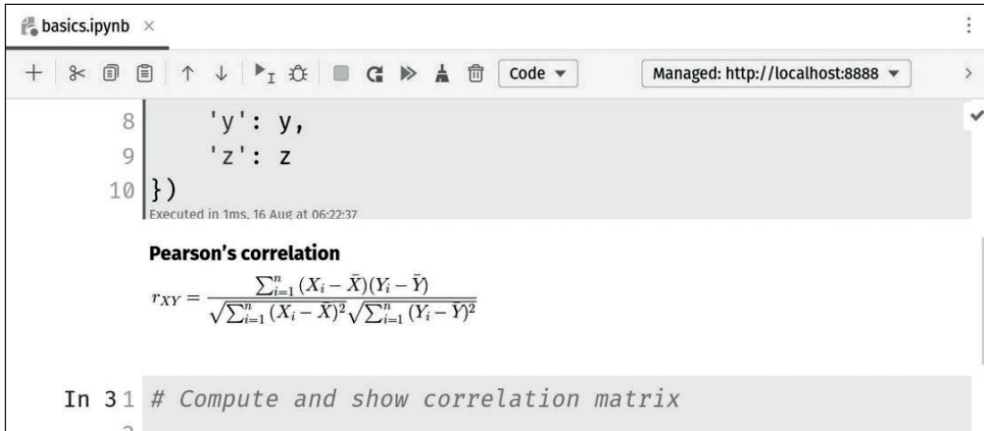 basics.ipynb
Code Managed: http://localhost:8888
8 'y': y,
9 'z': z
10 })
Executed in 1ms, 16 Aug at 06:22:37
Pearson's correlation
r_{XY} = \frac{\sum_{i=1}^{n} (X_i - \bar{X})(Y_i - \bar{Y})}{\sqrt{\sum_{i=1}^{n} (X_i - \bar{X})^2} \sqrt{\sum_{i=1}^{n} (Y_i - \bar{Y})^2}}
In 3 1 # Compute and show correlation matrix